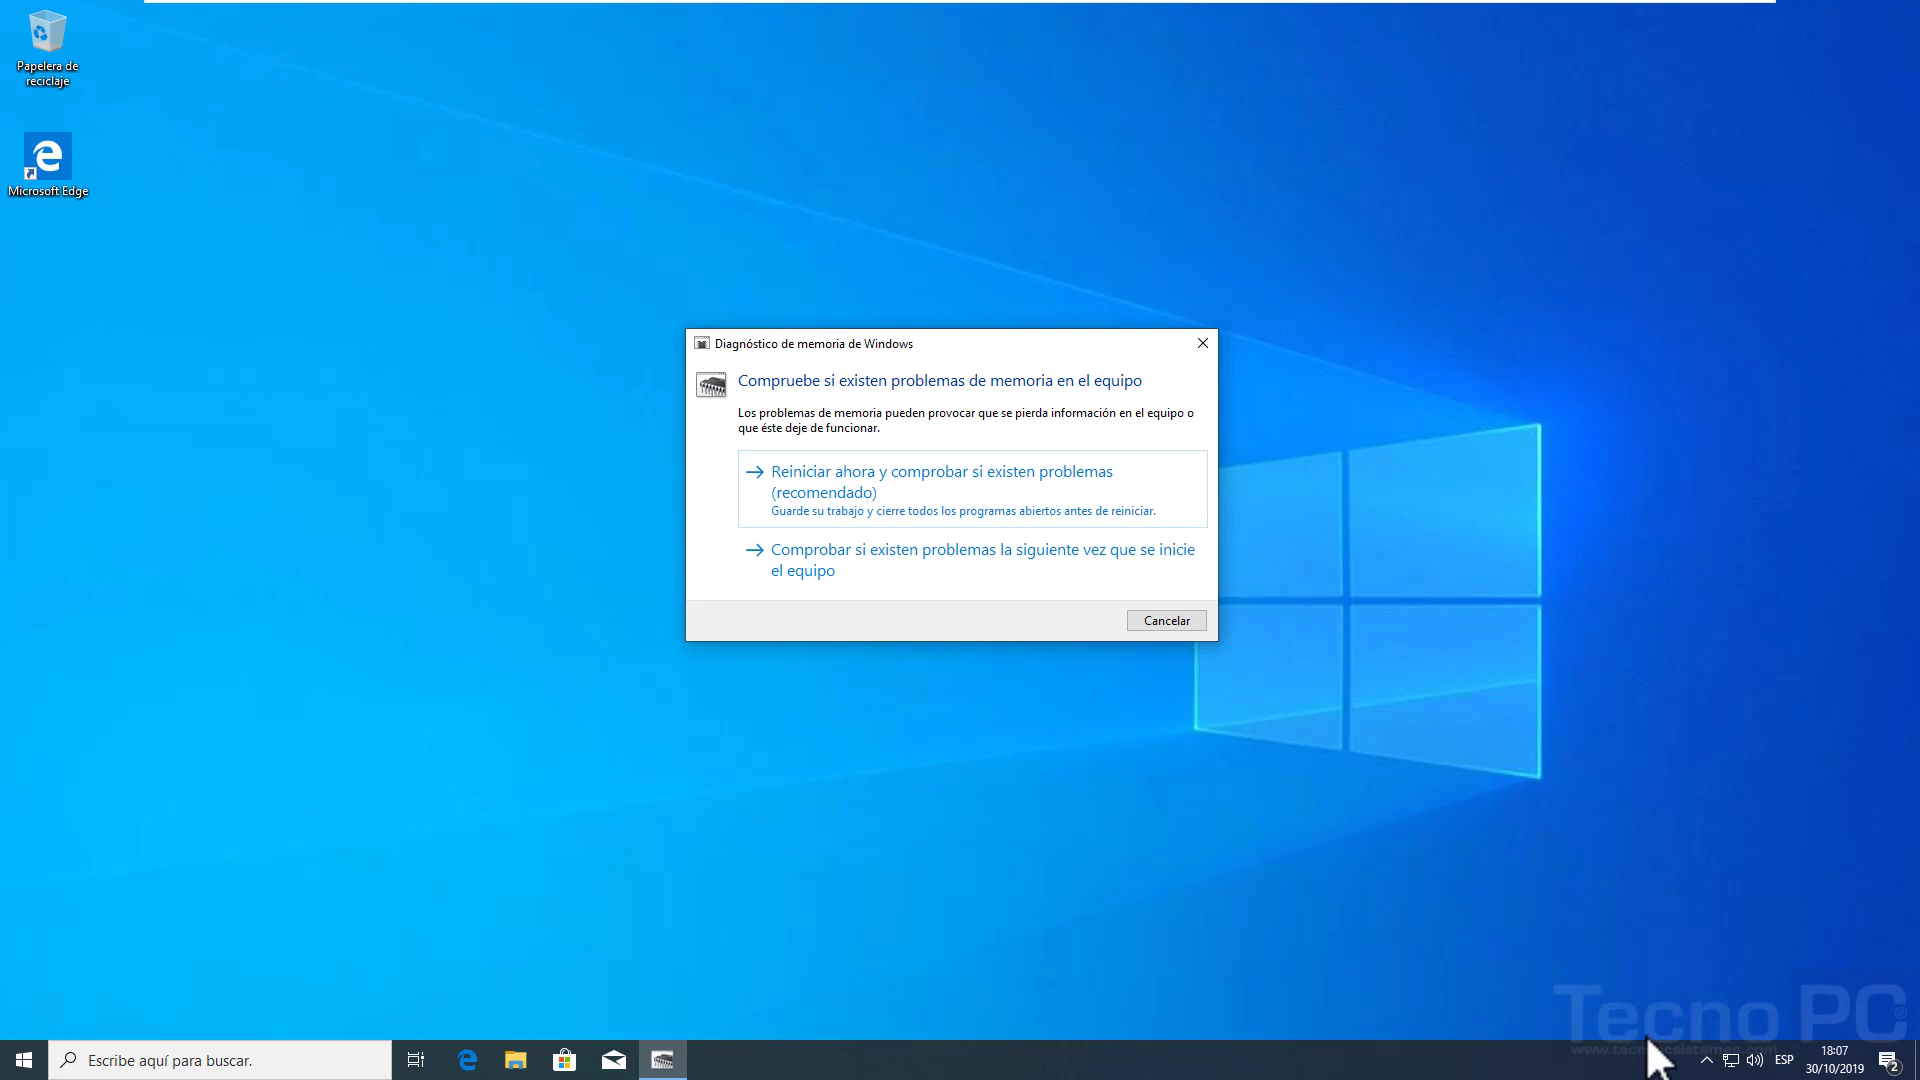 Papelera de
reciclaje
Microsoft Edge
Diagnóstico de memoria de Windows
Compruebe si existen problemas de memoria en el equipo
Los problemas de memoria pueden provocar que se pierda información en el equipo o
que éste deje de funcionar.
Reiniciar ahora y comprobar si existen problemas
(recomendado)
Guarde su trabajo y cierre todos los programas abiertos antes de reiniciar.
Comprobar si existen problemas la siguiente vez que se inicie
el equipo
Cancelar
Tecno PC®
Escribe aquí para buscar.
ESP
18:07
30/10/2019
2